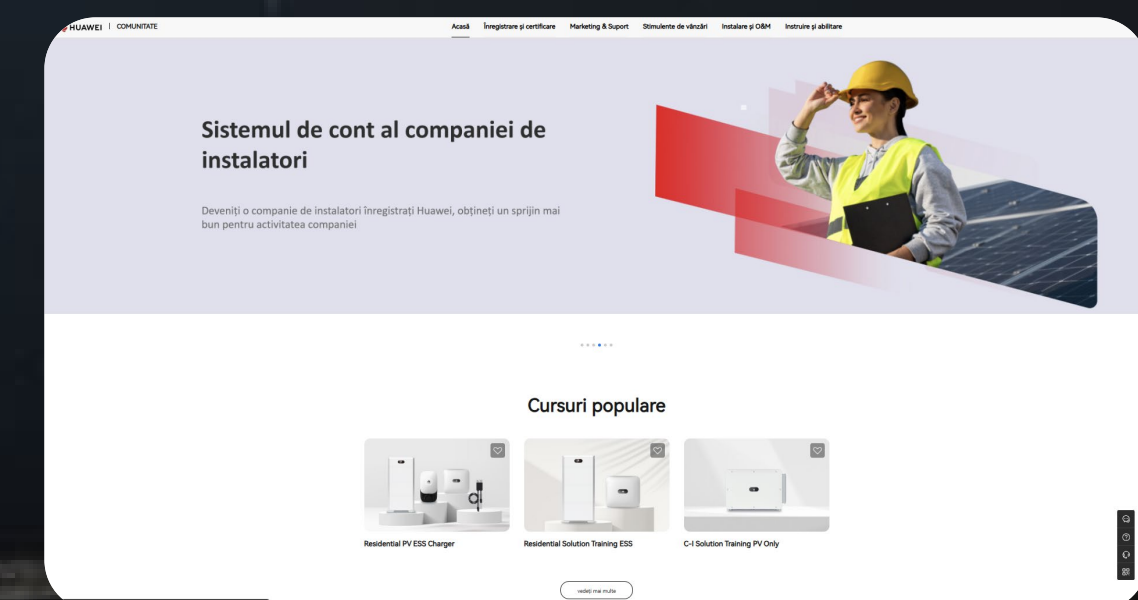 HUAWEI | COMUNITATE
Acasă Înregistrare și certificare Marketing & Suport Stimulente de vânzări Instalare și O&M Instruire și abilitare
Sistemul de cont al companiei de
instalatori
Deveniți o companie de instalatori înregistrați Huawei, obțineți un sprijin mai
bun pentru activitatea companiei
Cursuri populare
Residential PV ESS Charger
Residential Solution Training ESS
C-I Solution Training PV Only
vedeți mai multe